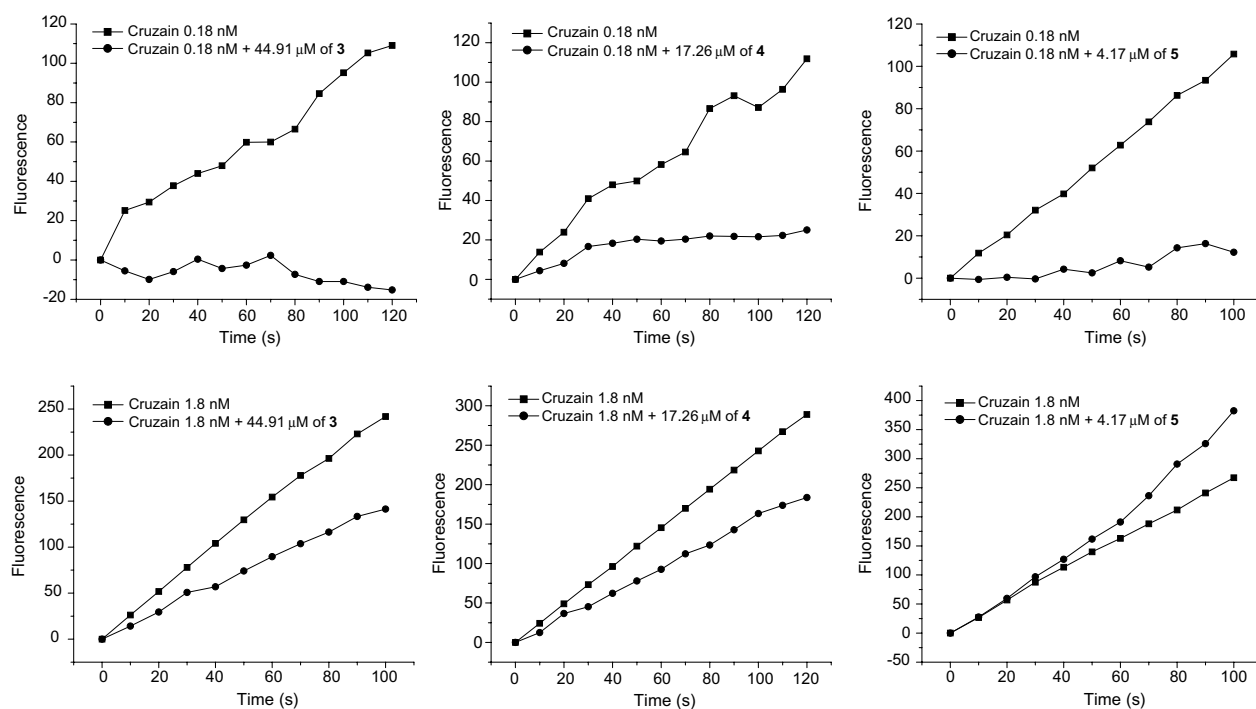 120
100
80
60
40
20
0
-20
Fluorescence
Cruzain 0.18 nM
Cruzain 0.18 nM + 44.91 μM of 3
0 20 40 60 80 100 120
Time (s)
120
100
80
60
40
20
0
Fluorescence
Cruzain 0.18 nM
Cruzain 0.18 nM + 17.26 μM of 4
0 20 40 60 80 100 120
Time (s)
120
100
80
60
40
20
0
Fluorescence
Cruzain 0.18 nM
Cruzain 0.18 nM + 4.17 μM of 5
0 20 40 60 80 100
Time (s)
250
200
150
100
50
0
Fluorescence
Cruzain 1.8 nM
Cruzain 1.8 nM + 44.91 μM of 3
0 20 40 60 80 100
Time (s)
300
250
200
150
100
50
0
Fluorescence
Cruzain 1.8 nM
Cruzain 1.8 nM + 17.26 μM of 4
0 20 40 60 80 100 120
Time (s)
400
350
300
250
200
150
100
50
0
-50
Fluorescence
Cruzain 1.8 nM
Cruzain 1.8 nM + 4.17 μM of 5
0 20 40 60 80 100
Time (s)